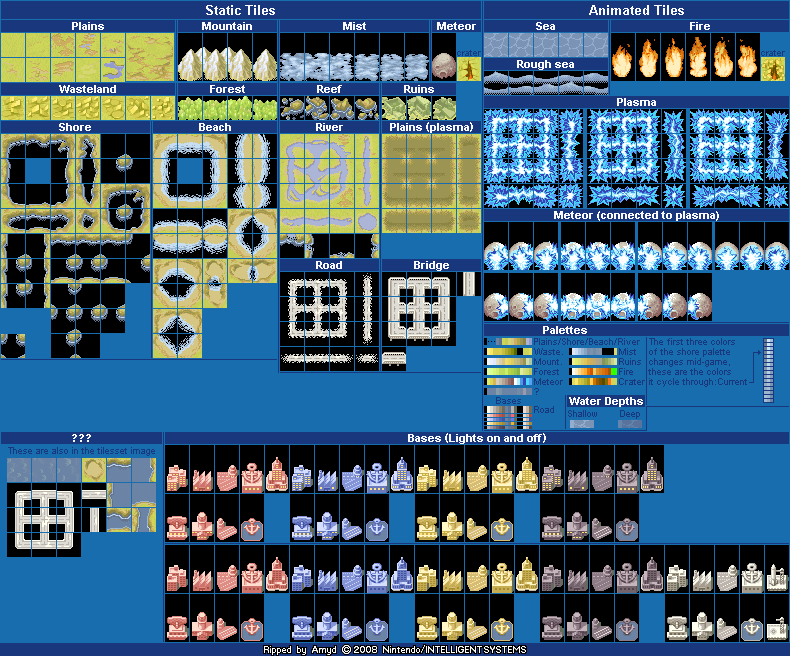 Static Tiles
Animated Tiles
Plains
Mountain
Mist
Meteor
Sea
Fire
crater
crater
Rough sea
Wasteland
Forest
Reef
Ruins
Plasma
Shore
Beach
River
Plains (plasma)
Meteor (connected to plasma)
Road
Bridge
Palettes
Plains/Shore/Beach/River
Waste.
Mist
Mount.
Ruins
Forest
Fire
Meteor
Crater
?
Bases
Road
The first three colors
of the shore palette
changes mid-game,
these are the colors
it cycle through:
Current
Water Depths
Shallow
Deep
???
These are also in the tilesset image
Bases (Lights on and off)
Ripped by Amyd © 2008 Nintendo/INTELLIGENT SYSTEMS